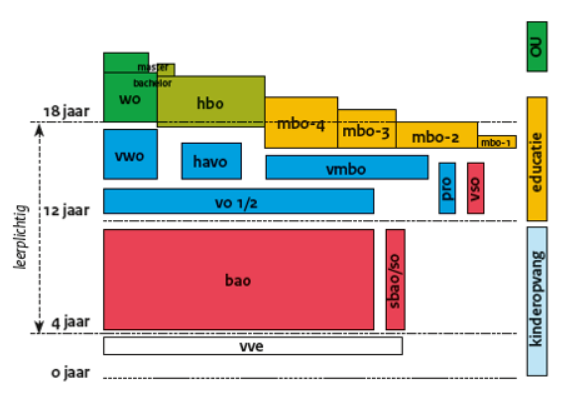 OU
master
bachelor
wo
hbo
18 jaar
mbo-4
mbo-3
mbo-2
mbo-1
vwo
havo
vmbo
pro
vso
educatie
vo 1/2
12 jaar
leerplichtig
bao
sbao/so
kinderopvang
4 jaar
vve
0 jaar